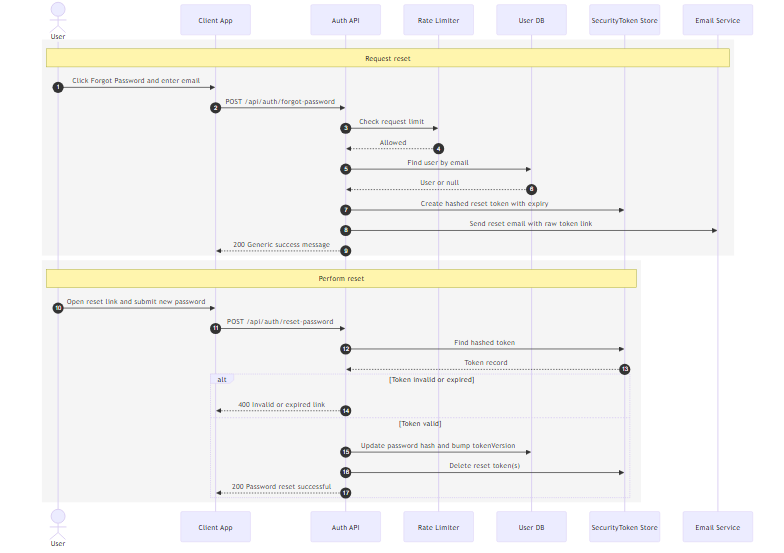 User
Client App
Auth API
Rate Limiter
User DB
SecurityToken Store
Email Service
Request reset
1 Click Forgot Password and enter email
2 POST /api/auth/forgot-password
3 Check request limit
Allowed 4
5 Find user by email
User or null 6
7 Create hashed reset token with expiry
8 Send reset email with raw token link
200 Generic success message 9
Perform reset
10 Open reset link and submit new password
11 POST /api/auth/reset-password
12 Find hashed token
Token record 13
alt [Token invalid or expired]
400 Invalid or expired link 14
[Token valid]
15 Update password hash and bump tokenVersion
16 Delete reset token(s)
200 Password reset successful 17
User
Client App
Auth API
Rate Limiter
User DB
SecurityToken Store
Email Service